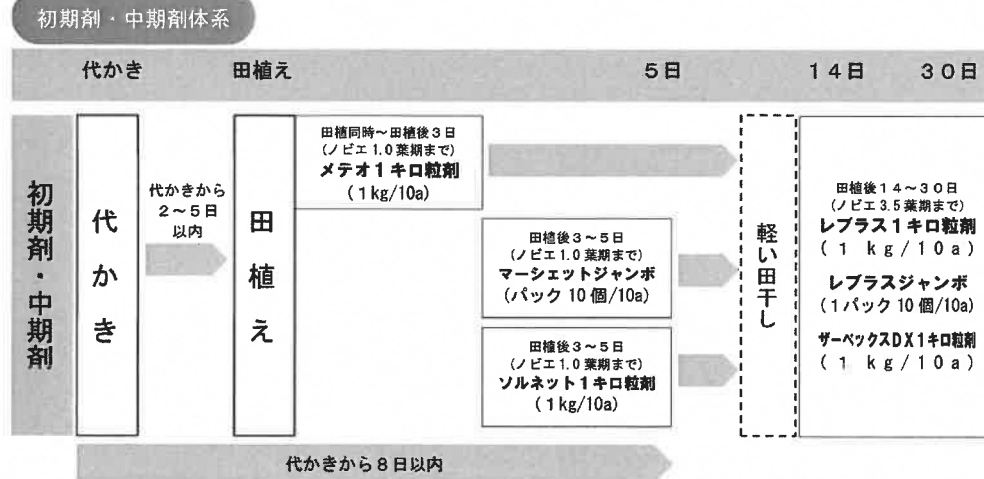 初期剤・中期剤体系
代かき 田植え 5日 14日 30日
初期剤・中期剤
代かき
代かきから
2～5日
以内
田植え
田植同時～田植後3日
(ノビエ1.0葉期まで)
メテオ1キロ粒剤
(1kg/10a)
田植後3～5日
(ノビエ1.0葉期まで)
マーシェットジャンボ
(パック10個/10a)
田植後3～5日
(ノビエ1.0葉期まで)
ソルネット1キロ粒剤
(1kg/10a)
軽い田干し
田植後14～30日
(ノビエ3.5葉期まで)
レブラス1キロ粒剤
(1 kg/10a)
レブラスジャンボ
(1パック10個/10a)
ザーベックスDX1キロ粒剤
(1 kg/10a)
代かきから8日以内